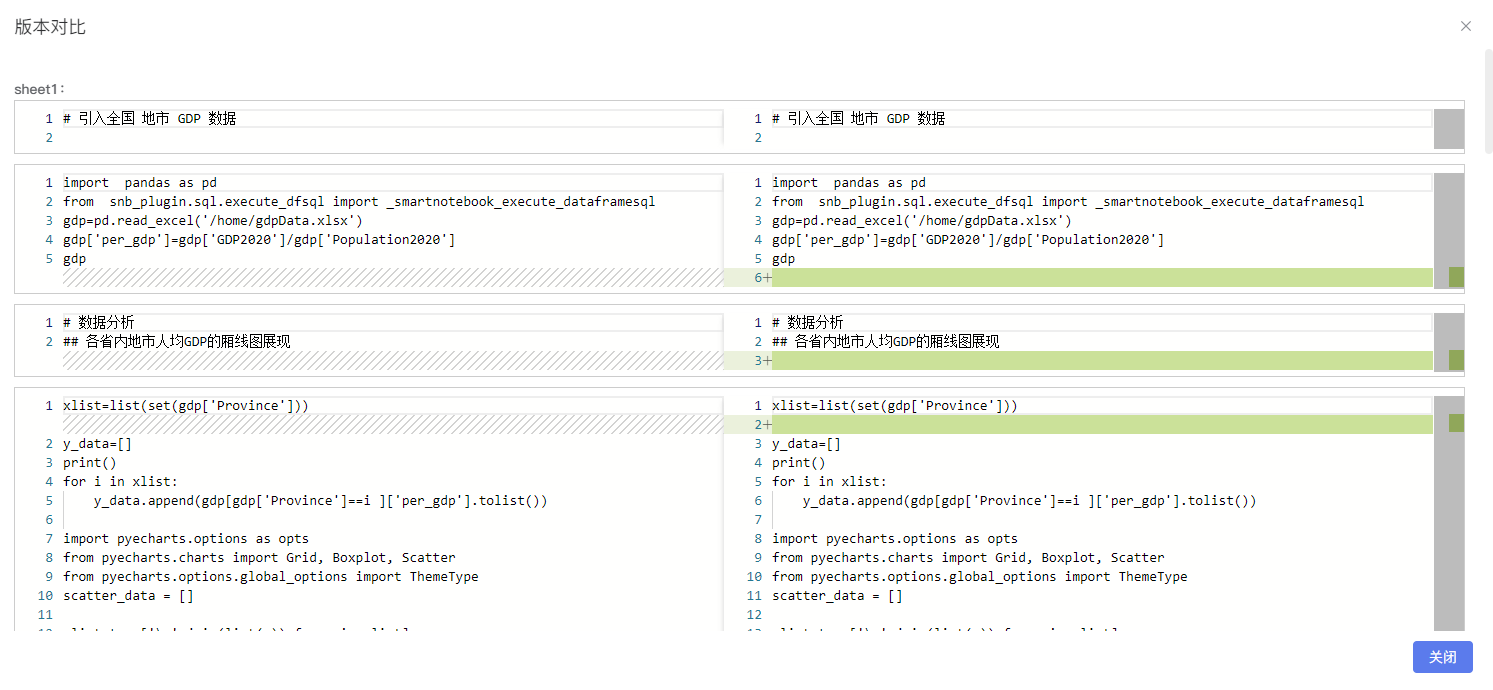 版本对比
sheet1:
1 # 引入全国 地市 GDP 数据
2
1 # 引入全国 地市 GDP 数据
2
1 import  pandas as pd
2 from  snb_plugin.sql.execute_dfsql import _smartnotebook_execute_dataframesql
3 gdp=pd.read_excel('/home/gdpData.xlsx')
4 gdp['per_gdp']=gdp['GDP2020']/gdp['Population2020']
5 gdp
1 import  pandas as pd
2 from  snb_plugin.sql.execute_dfsql import _smartnotebook_execute_dataframesql
3 gdp=pd.read_excel('/home/gdpData.xlsx')
4 gdp['per_gdp']=gdp['GDP2020']/gdp['Population2020']
5 gdp
6+
1 # 数据分析
2 ## 各省内地市人均GDP的厢线图展现
1 # 数据分析
2 ## 各省内地市人均GDP的厢线图展现
3+
1 xlist=list(set(gdp['Province']))
2 y_data=[]
3 print()
4 for i in xlist:
5     y_data.append(gdp[gdp['Province']==i ]['per_gdp'].tolist())
6
7 import pyecharts.options as opts
8 from pyecharts.charts import Grid, Boxplot, Scatter
9 from pyecharts.options.global_options import ThemeType
10 scatter_data = []
11
1 xlist=list(set(gdp['Province']))
2+
3 y_data=[]
4 print()
5 for i in xlist:
6     y_data.append(gdp[gdp['Province']==i ]['per_gdp'].tolist())
7
8 import pyecharts.options as opts
9 from pyecharts.charts import Grid, Boxplot, Scatter
10 from pyecharts.options.global_options import ThemeType
11 scatter_data = []
12
关闭